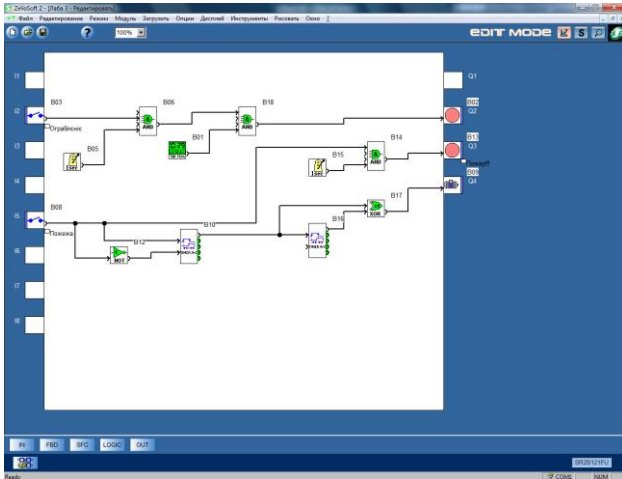 ZelioSoft 2 - [Лаба 3 - Редактировать]
Файл Редактирование Режим Модуль Загрузить Опции Дисплей Инструменты Рисовать Окно ?
? 100% EDIT MODE S
I1 Q1
B03 B06 B18 B02
I2 Q2
AND AND
Ограбление
B05 B01 B14 B13
I3 Q3
1sec B15 AND
1sec
I4 B09
Q4
B08 B17
I5 XOR
Пожежа B10 B16
B12
I6 NOT
I7
I8
IN FBD SFC LOGIC OUT
SR2B121FU
Ready COM1 NUM